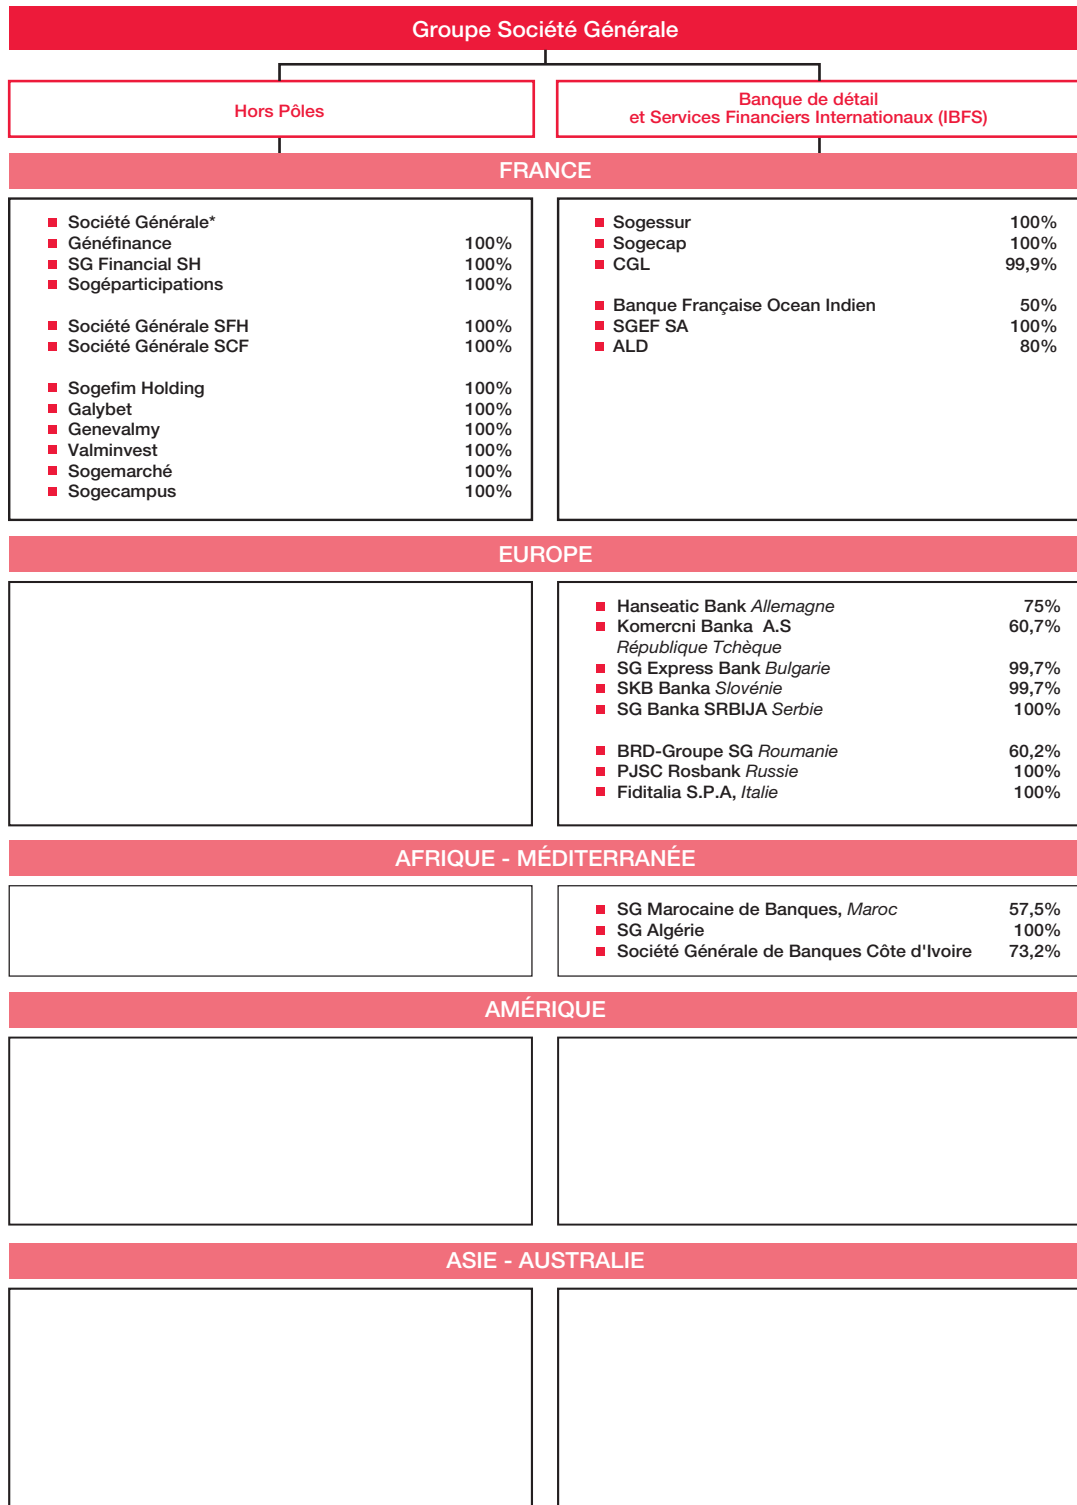 Groupe Société Générale
Hors Pôles
Banque de détail
et Services Financiers Internationaux (IBFS)
FRANCE
Société Générale*
Généfinance 100%
SG Financial SH 100%
Sogéparticipations 100%
Société Générale SFH 100%
Société Générale SCF 100%
Sogefim Holding 100%
Galybet 100%
Genevalmy 100%
Valminvest 100%
Sogemarché 100%
Sogecampus 100%
Sogessur 100%
Sogecap 100%
CGL 99,9%
Banque Française Ocean Indien 50%
SGEF SA 100%
ALD 80%
EUROPE
Hanseatic Bank Allemagne 75%
Komercni Banka A.S 60,7%
République Tchèque
SG Express Bank Bulgarie 99,7%
SKB Banka Slovénie 99,7%
SG Banka SRBIJA Serbie 100%
BRD-Groupe SG Roumanie 60,2%
PJSC Rosbank Russie 100%
Fiditalia S.P.A, Italie 100%
AFRIQUE - MÉDITERRANÉE
SG Marocaine de Banques, Maroc 57,5%
SG Algérie 100%
Société Générale de Banques Côte d'Ivoire 73,2%
AMÉRIQUE
ASIE - AUSTRALIE